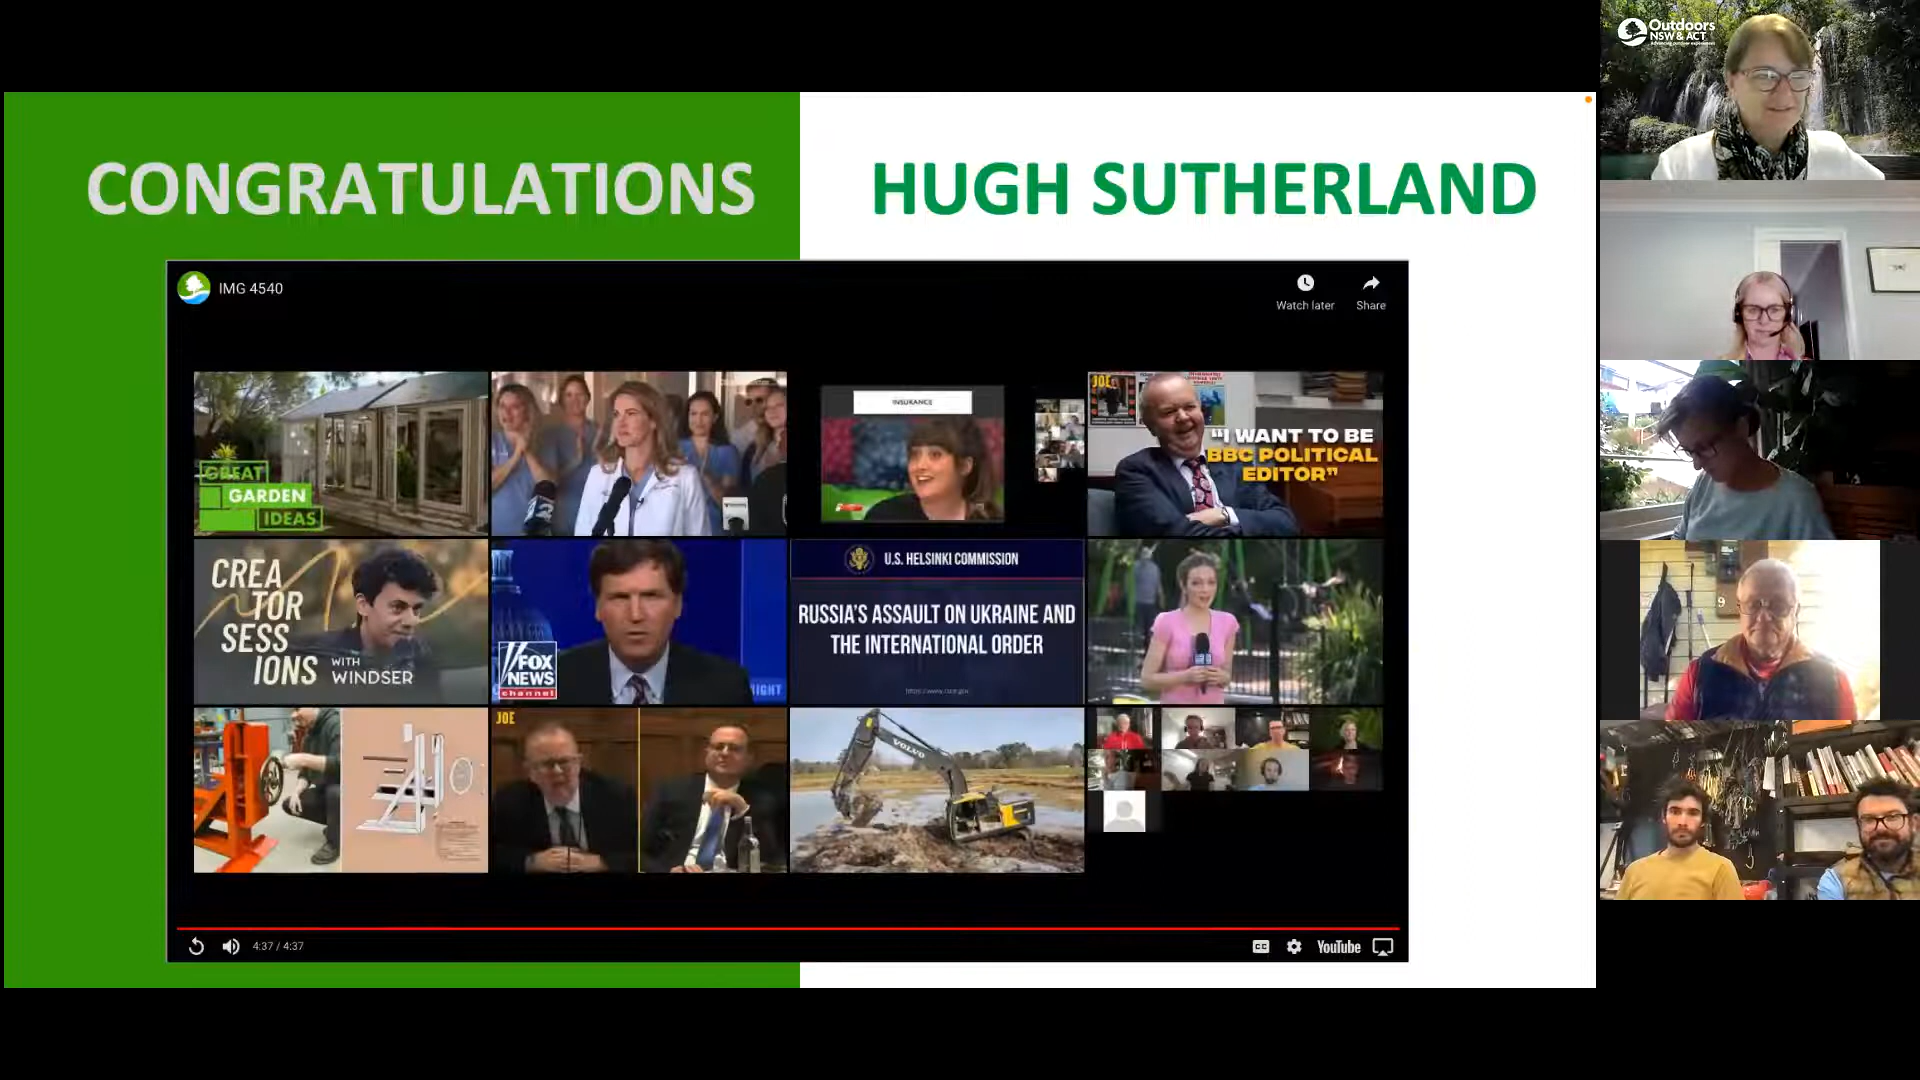 CONGRATULATIONS
HUGH SUTHERLAND
IMG 4540
Watch later
Share
GREAT
GARDEN
IDEAS
INSURANCE
JOE
"I WANT TO BE
BBC POLITICAL
EDITOR"
CREA
TOR
SESS
IONS
WITH
WINDSER
FOX
NEWS
channel
U.S. HELSINKI COMMISSION
RUSSIA'S ASSAULT ON UKRAINE AND
THE INTERNATIONAL ORDER
JOE
VOLVO
4:37 / 4:37
CC
YouTube
Outdoors
NSW & ACT
9